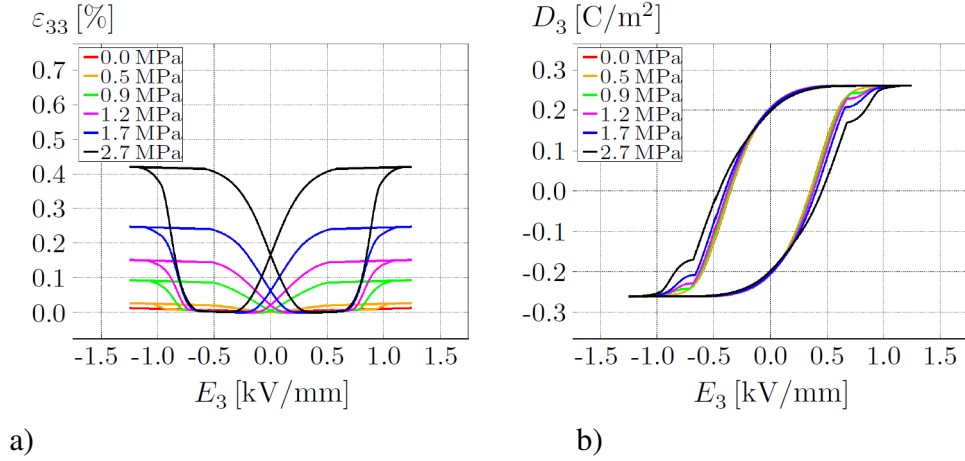 ε₃₃ [%]
0.0 MPa
0.5 MPa
0.9 MPa
1.2 MPa
1.7 MPa
2.7 MPa
0.7
0.6
0.5
0.4
0.3
0.2
0.1
0.0
-1.5 -1.0 -0.5 0.0 0.5 1.0 1.5
E₃ [kV/mm]
a)
D₃ [C/m²]
0.0 MPa
0.5 MPa
0.9 MPa
1.2 MPa
1.7 MPa
2.7 MPa
0.3
0.2
0.1
0.0
-0.1
-0.2
-0.3
-1.5 -1.0 -0.5 0.0 0.5 1.0 1.5
E₃ [kV/mm]
b)